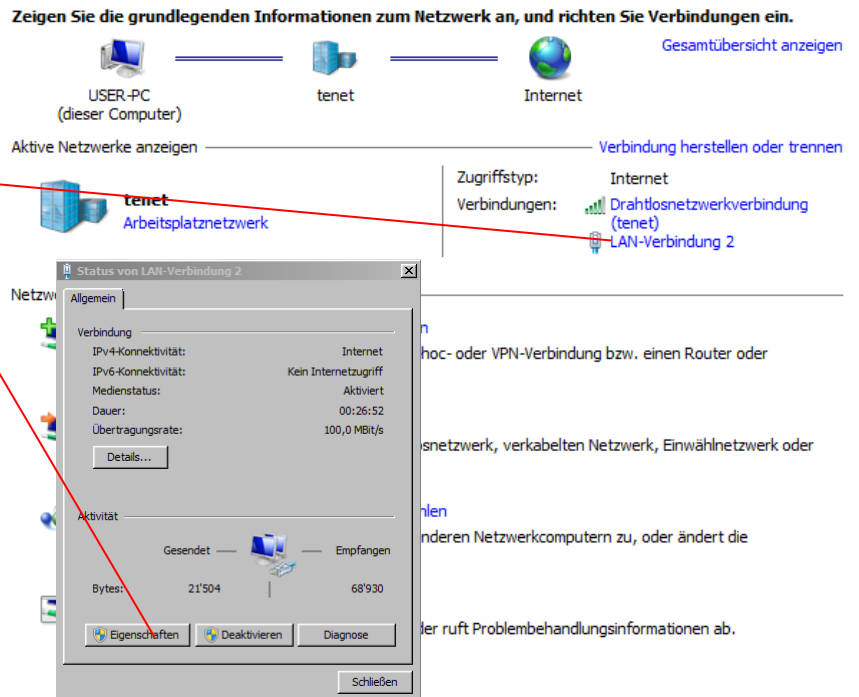 Zeigen Sie die grundlegenden Informationen zum Netzwerk an, und richten Sie Verbindungen ein.
Gesamtübersicht anzeigen
USER-PC
(dieser Computer)
tenet
Internet
Aktive Netzwerke anzeigen
Verbindung herstellen oder trennen
tenet
Arbeitsplatznetzwerk
Zugriffstyp: Internet
Verbindungen: Drahtlosnetzwerkverbindung
(tenet)
LAN-Verbindung 2
Netzw
Status von LAN-Verbindung 2
Allgemein
Verbindung
IPv4-Konnektivität: Internet
IPv6-Konnektivität: Kein Internetzugriff
Medienstatus: Aktiviert
Dauer: 00:26:52
Übertragungsrate: 100,0 MBit/s
Details...
Aktivität
Gesendet Empfangen
Bytes: 21'504 68'930
Eigenschaften Deaktivieren Diagnose
Schließen
n
hoc- oder VPN-Verbindung bzw. einen Router oder
snetzwerk, verkabelten Netzwerk, Einwählnetzwerk oder
hlen
nderen Netzwerkcomputern zu, oder ändert die
der ruft Problembehandlungsinformationen ab.